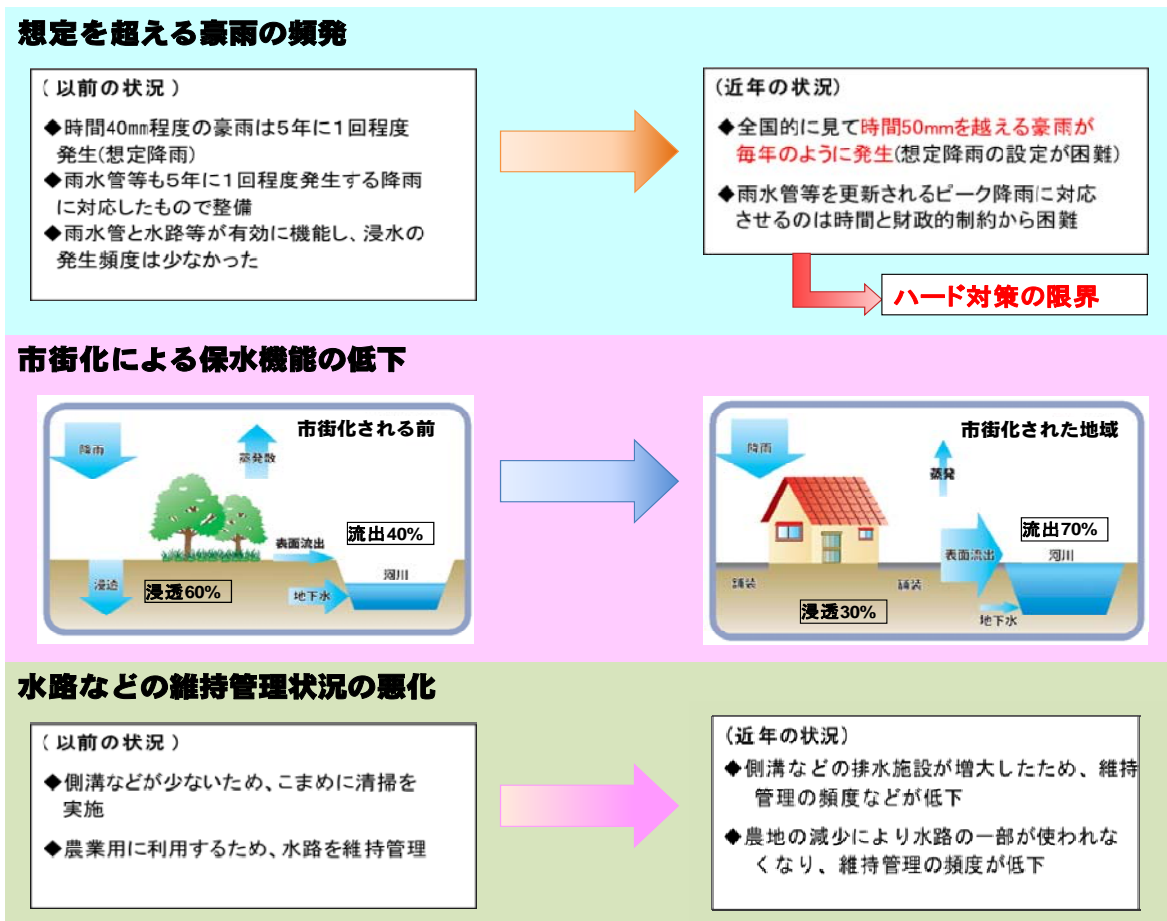 想定を超える豪雨の頻発
(以前の状況)
◆時間40㎜程度の豪雨は5年に1回程度
発生(想定降雨)
◆雨水管等も5年に1回程度発生する降雨
に対応したもので整備
◆雨水管と水路等が有効に機能し、浸水の
発生頻度は少なかった
(近年の状況)
◆全国的に見て時間50mmを越える豪雨が
毎年のように発生(想定降雨の設定が困難)
◆雨水管等を更新されるピーク降雨に対応
させるのは時間と財政的制約から困難
ハード対策の限界
市街化による保水機能の低下
市街化される前
降雨
蒸発散
表面流出
流出40%
河川
浸透
浸透60%
地下水
市街化された地域
降雨
蒸発
流出70%
表面流出
河川
舗装
舗装
浸透30%
地下水
水路などの維持管理状況の悪化
(以前の状況)
◆側溝などが少ないため、こまめに清掃を
実施
◆農業用に利用するため、水路を維持管理
(近年の状況)
◆側溝などの排水施設が増大したため、維持
管理の頻度などが低下
◆農地の減少により水路の一部が使われな
くなり、維持管理の頻度が低下